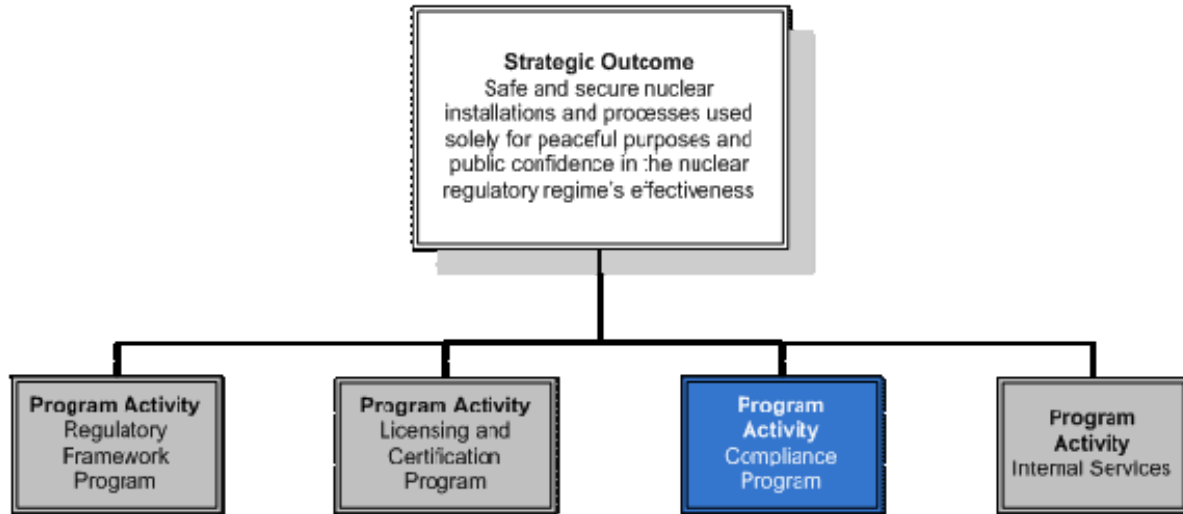 Strategic Outcome
Safe and secure nuclear
installations and processes used
solely for peaceful purposes and
public confidence in the nuclear
regulatory regime's effectiveness
Program Activity
Regulatory
Framework
Program
Program Activity
Licensing and
Certification
Program
Program
Activity
Compliance
Program
Program
Activity
Internal Services